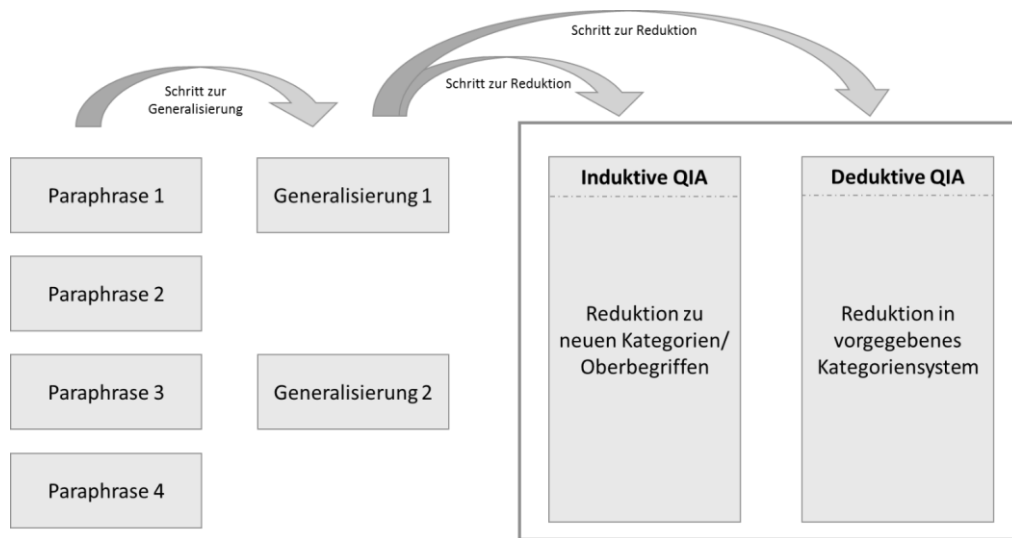 Schritt zur Reduktion
Schritt zur
Generalisierung
Schritt zur Reduktion
Paraphrase 1
Generalisierung 1
Induktive QIA
Deduktive QIA
Paraphrase 2
Reduktion zu
neuen Kategorien/
Oberbegriffen
Reduktion in
vorgegebenes
Kategoriensystem
Paraphrase 3
Generalisierung 2
Paraphrase 4